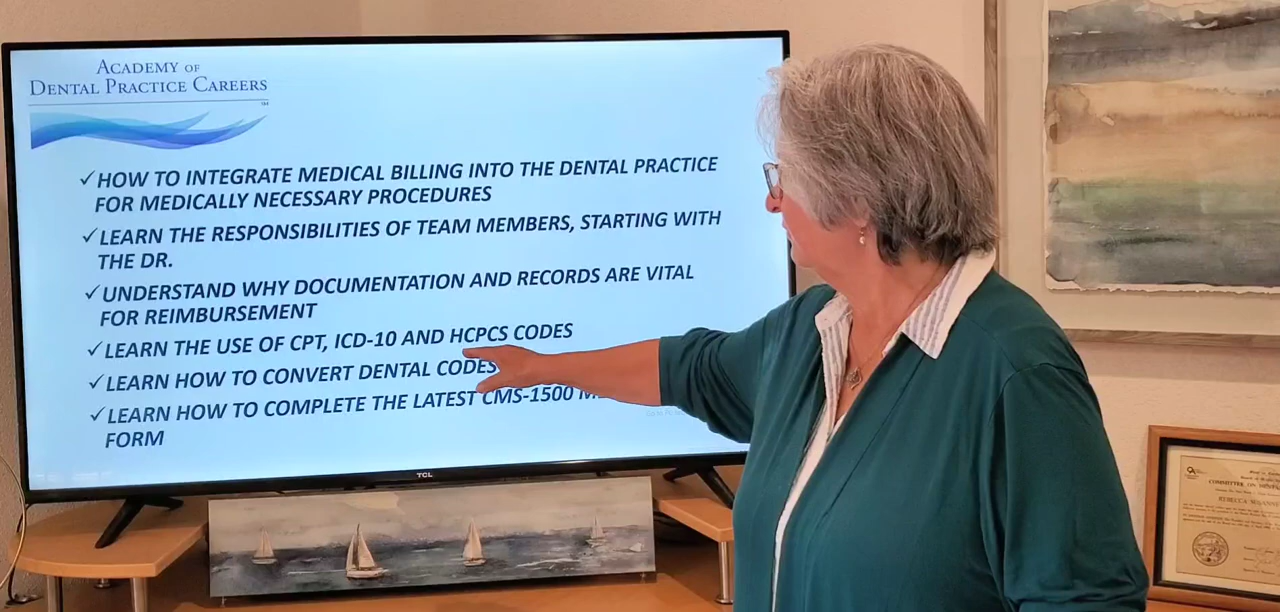 ACADEMY OF
DENTAL PRACTICE CAREERS
✓HOW TO INTEGRATE MEDICAL BILLING INTO THE DENTAL PRACTICE
FOR MEDICALLY NECESSARY PROCEDURES
✓LEARN THE RESPONSIBILITIES OF TEAM MEMBERS, STARTING WITH
THE DR.
✓UNDERSTAND WHY DOCUMENTATION AND RECORDS ARE VITAL
FOR REIMBURSEMENT
✓LEARN THE USE OF CPT, ICD-10 AND HCPCS CODES
✓LEARN HOW TO CONVERT DENTAL CODES
✓LEARN HOW TO COMPLETE THE LATEST CMS-1500
FORM
TCL
COMMITTEE ON
REBECCA